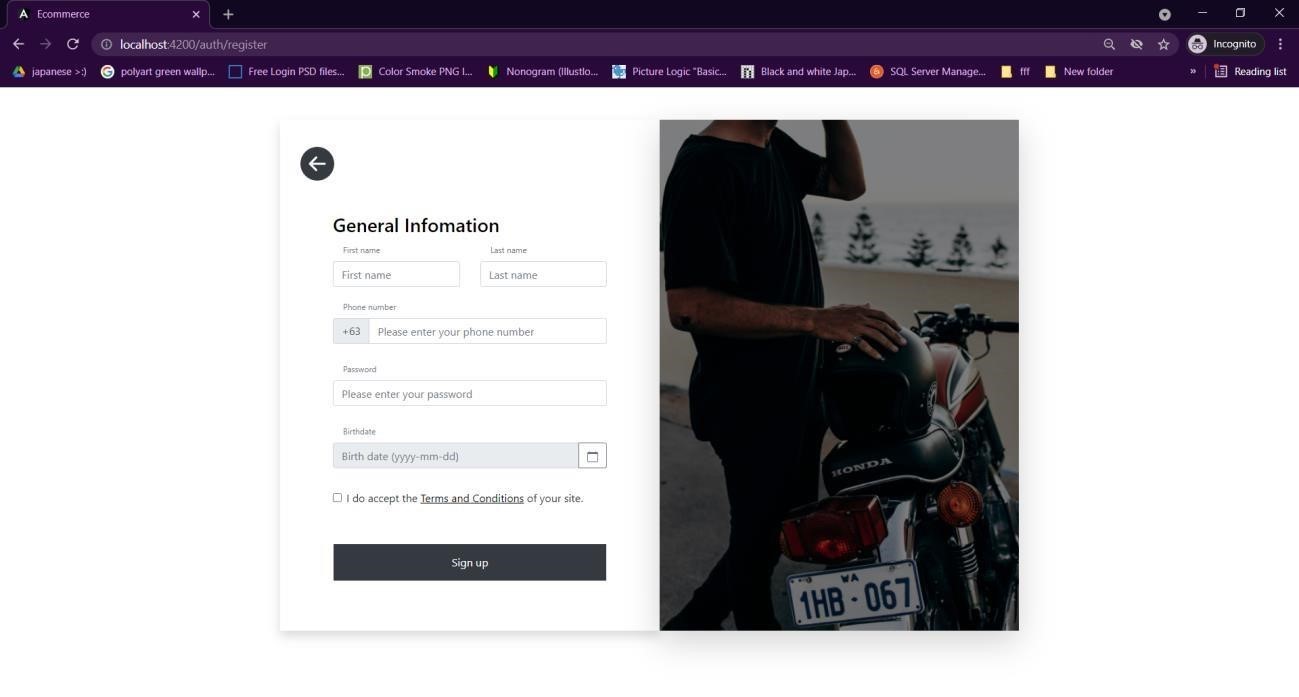 Ecommerce
localhost:4200/auth/register
Incognito
japanese >:)
polyart green wallp...
Free Login PSD files...
Color Smoke PNG I...
Nonogram (Illustlo...
Picture Logic "Basic...
Black and white Jap...
SQL Server Manage...
fff
New folder
»
Reading list
General Infomation
First name Last name
First name Last name
Phone number
+63 Please enter your phone number
Password
Please enter your password
Birthdate
Birth date (yyyy-mm-dd)
I do accept the Terms and Conditions of your site.
Sign up
HONDA
WA
1HB·067